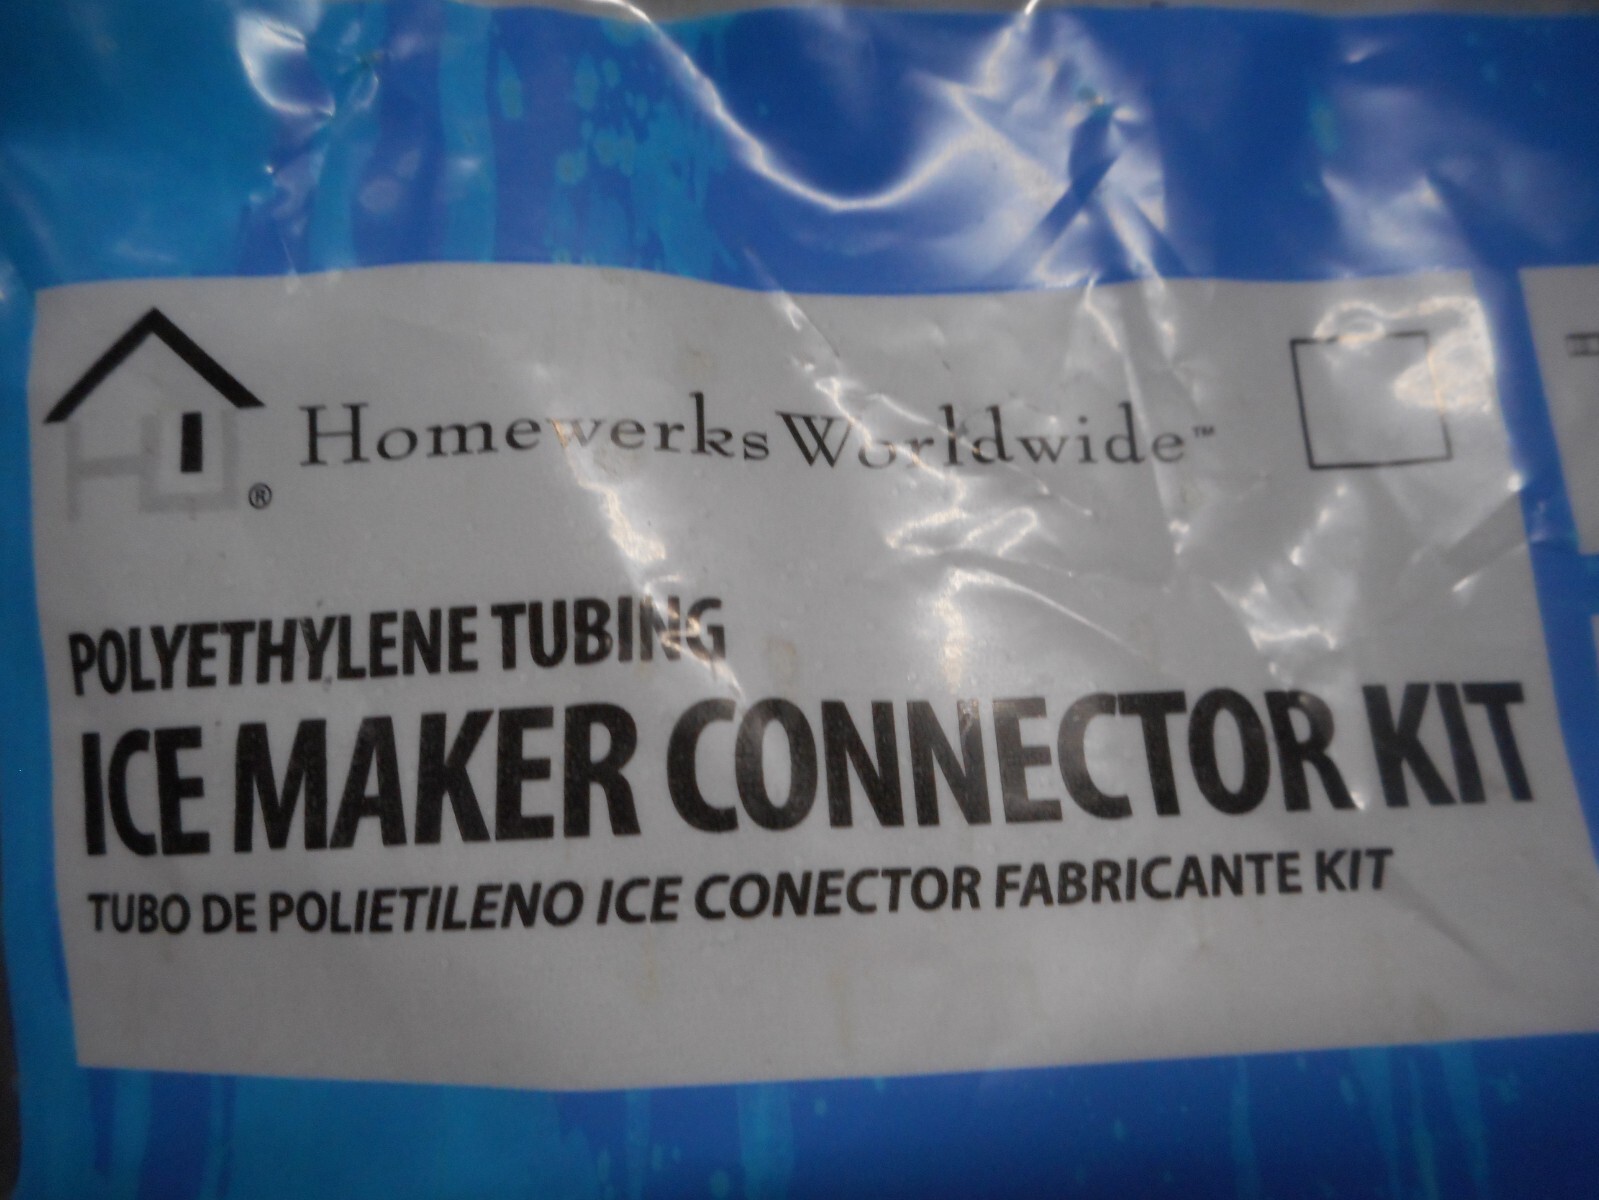 Homewerks Worldwide™
®
POLYETHYLENE TUBING
ICE MAKER CONNECTOR KIT
TUBO DE POLIETILENO ICE CONECTOR FABRICANTE KIT